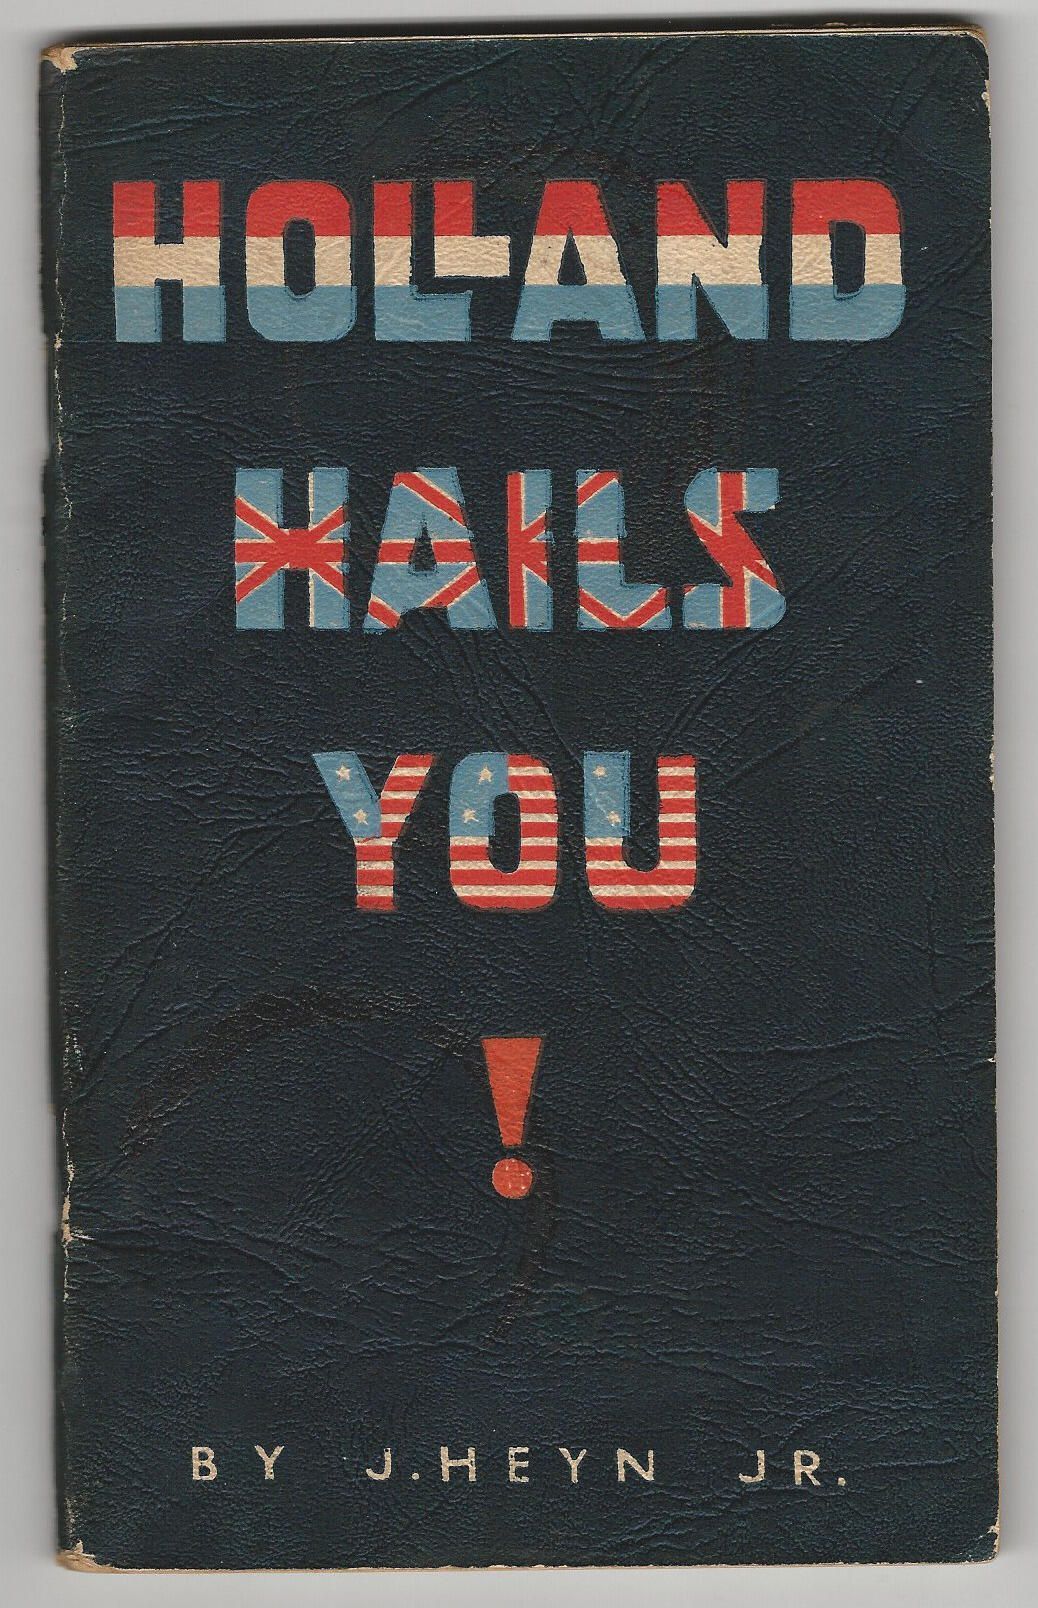 HOLLAND
HAILS
YOU
!
BY J. HEYN JR.